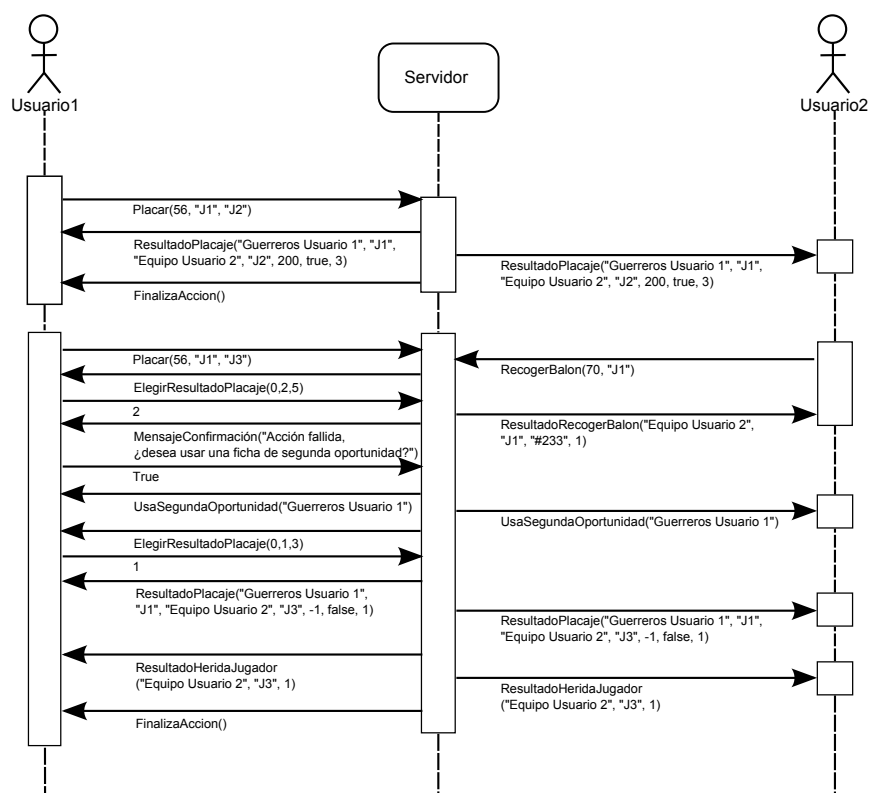 Usuario1
Servidor
Usuario2
Placar(56, "J1", "J2")
ResultadoPlacaje("Guerreros Usuario 1", "J1",
"Equipo Usuario 2", "J2", 200, true, 3)
ResultadoPlacaje("Guerreros Usuario 1", "J1",
"Equipo Usuario 2", "J2", 200, true, 3)
FinalizaAccion()
Placar(56, "J1", "J3")
RecogerBalon(70, "J1")
ElegirResultadoPlacaje(0,2,5)
2
ResultadoRecogerBalon("Equipo Usuario 2",
"J1", "#233", 1)
MensajeConfirmación("Acción fallida,
¿desea usar una ficha de segunda oportunidad?")
True
UsaSegundaOportunidad("Guerreros Usuario 1")
UsaSegundaOportunidad("Guerreros Usuario 1")
ElegirResultadoPlacaje(0,1,3)
1
ResultadoPlacaje("Guerreros Usuario 1",
"J1", "Equipo Usuario 2", "J3", -1, false, 1)
ResultadoPlacaje("Guerreros Usuario 1", "J1",
"Equipo Usuario 2", "J3", -1, false, 1)
ResultadoHeridaJugador
("Equipo Usuario 2", "J3", 1)
ResultadoHeridaJugador
("Equipo Usuario 2", "J3", 1)
FinalizaAccion()